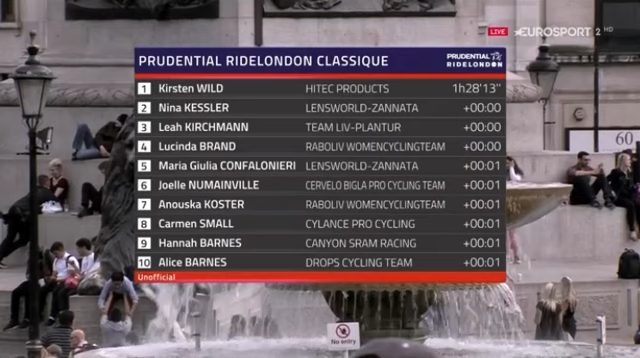 LIVE EUROSPORT 2 HD
PRUDENTIAL RIDELONDON CLASSIQUE
PRUDENTIAL
RIDELONDON
1 Kirsten WILD HITEC PRODUCTS 1h28'13"
2 Nina KESSLER LENSWORLD-ZANNATA +00:00
3 Leah KIRCHMANN TEAM LIV-PLANTUR +00:00
4 Lucinda BRAND RABOLIV WOMENCYCLINGTEAM +00:00
5 Maria Giulia CONFALONIERI LENSWORLD-ZANNATA +00:01
6 Joelle NUMAINVILLE CERVELO BIGLA PRO CYCLING TEAM +00:01
7 Anouska KOSTER RABOLIV WOMENCYCLINGTEAM +00:01
8 Carmen SMALL CYLANCE PRO CYCLING +00:01
9 Hannah BARNES CANYON SRAM RACING +00:01
10 Alice BARNES DROPS CYCLING TEAM +00:01
Unofficial
60
No entry